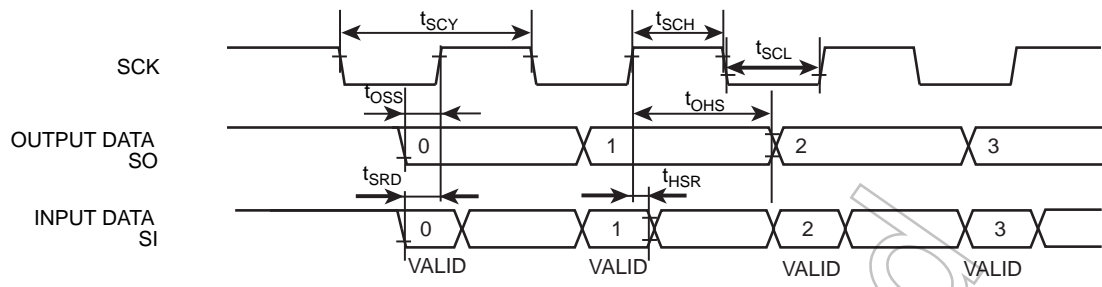 tSCY
tSCH
tSCL
SCK
tOSS
tOHS
OUTPUT DATA
SO
0 1 2 3
tSRD
tHSR
INPUT DATA
SI
0 1 2 3
VALID VALID VALID VALID